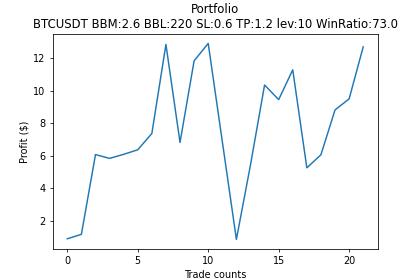 Portfolio
BTCUSDT BBM:2.6 BBL:220 SL:0.6 TP:1.2 lev:10 WinRatio:73.0
12
10
8
6
4
2
Profit ($)
0
5
10
15
20
Trade counts